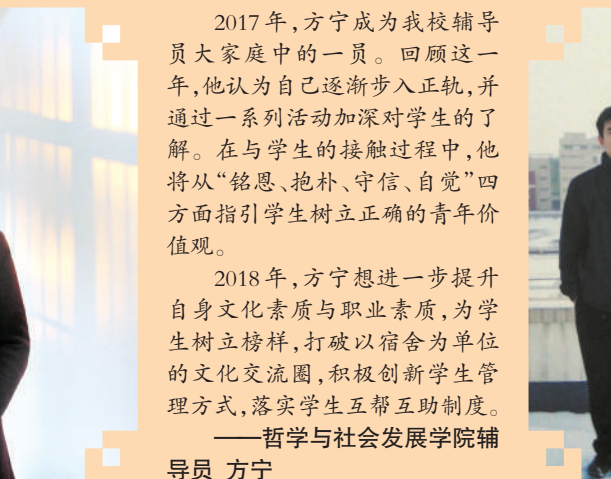 2017年,方宁成为我校辅导
员大家庭中的一员。回顾这一
年,他认为自己逐渐步入正轨,并
通过一系列活动加深对学生的了
解。在与学生的接触过程中,他
将从“铭恩、抱朴、守信、自觉”四
方面指引学生树立正确的青年价
值观。
2018年,方宁想进一步提升
自身文化素质与职业素质,为学
生树立榜样,打破以宿舍为单位
的文化交流圈,积极创新学生管
理方式,落实学生互帮互助制度。
——哲学与社会发展学院辅
导员 方宁